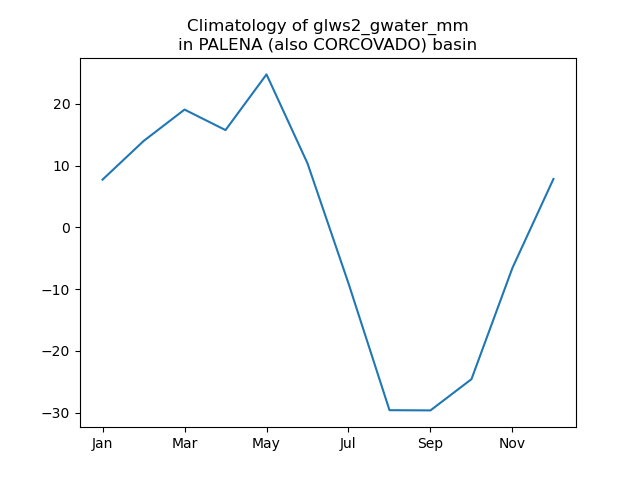 Climatology of glws2_gwater_mm
in PALENA (also CORCOVADO) basin
20
10
0
−10
−20
−30
Jan Mar May Jul Sep Nov